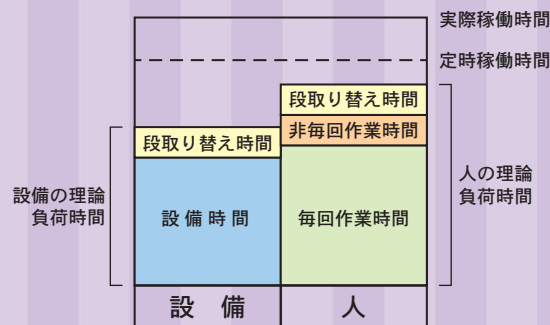 実際稼働時間
定時稼働時間
段取り替え時間
非毎回作業時間
段取り替え時間
設備の理論
負荷時間
人の理論
負荷時間
設備時間
毎回作業時間
設 備
人